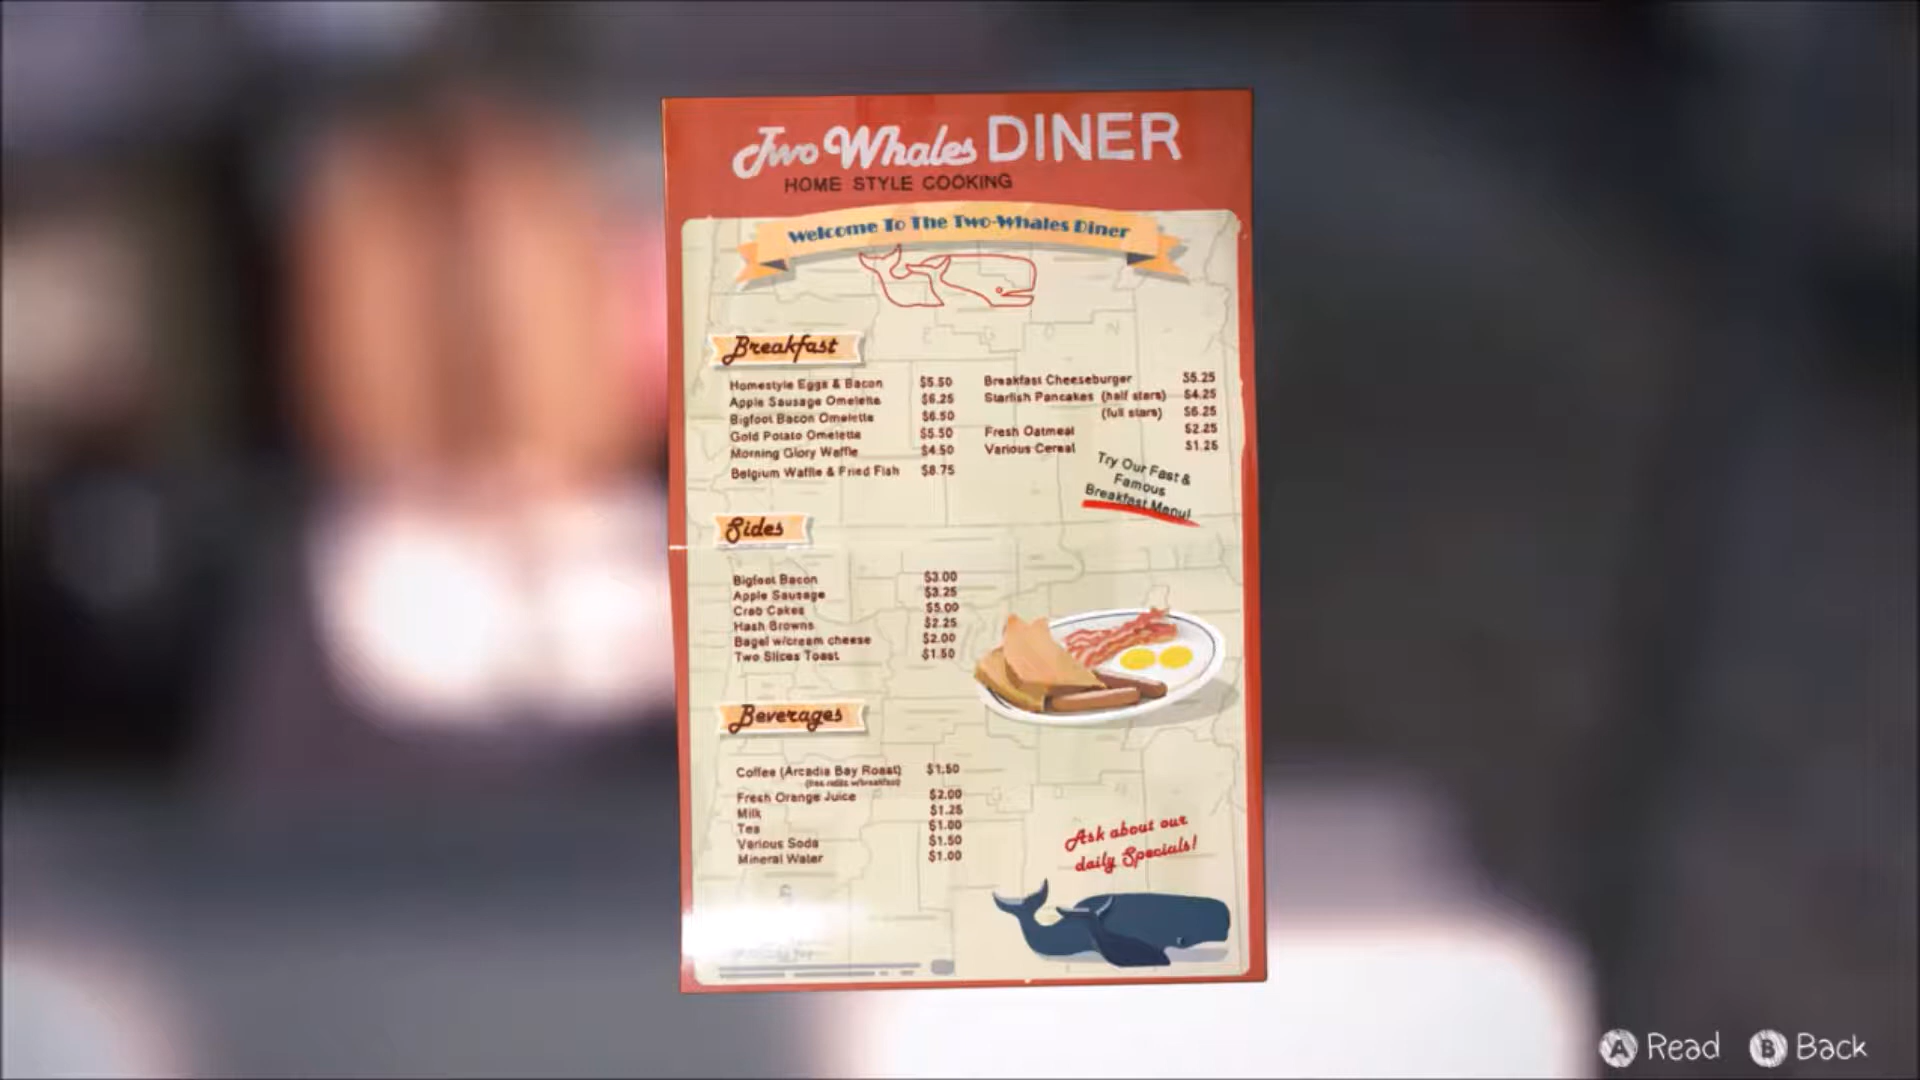 Two Whales DINER
HOME STYLE COOKING
Welcome To The Two-Whales Diner
Breakfast
Homestyle Eggs & Bacon $5.50
Apple Sausage Omelette $6.25
Bigfoot Bacon Omelette $6.50
Gold Potato Omelette $5.50
Morning Glory Waffle $4.50
Belgium Waffle & Fried Fish $8.75
Breakfast Cheeseburger $5.25
Starfish Pancakes (half stars) $4.25
(full stars) $6.25
Fresh Oatmeal $2.25
Various Cereal $1.25
Try Our Fast &
Famous
Breakfast Menu!
Sides
Bigfoot Bacon $3.00
Apple Sausage $3.25
Crab Cakes $5.00
Hash Browns $2.25
Bagel w/cream cheese $2.00
Two Slices Toast $1.50
Beverages
Coffee (Arcadia Bay Roast) $1.50
(free refills w/breakfast)
Fresh Orange Juice $2.00
Milk $1.25
Tea $1.00
Various Soda $1.50
Mineral Water $1.00
Ask about our
daily Specials!
A Read B Back